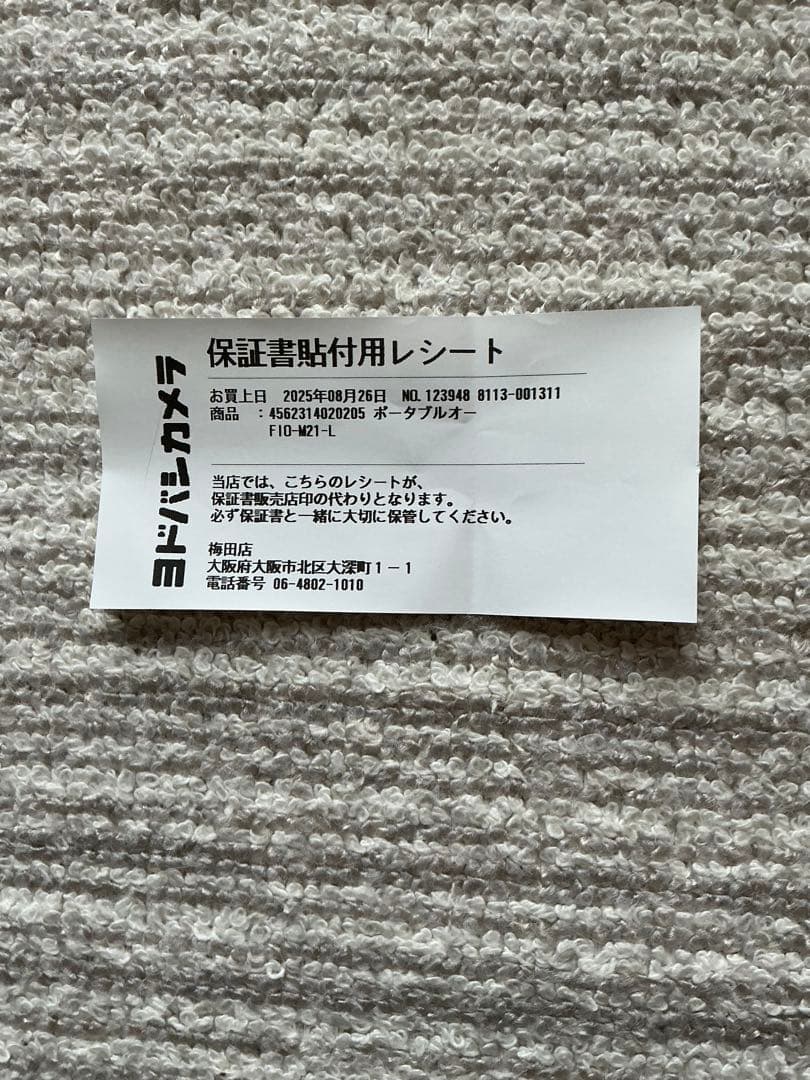 ヨドバシカメラ
保証書貼付用レシート
お買上日 2025年08月26日 NO.123948 8113-001311
商品 :4562314020205 ポータブルオー
FIO-M21-L
当店では、こちらのレシートが、
保証書販売店印の代わりとなります。
必ず保証書と一緒に大切に保管してください。
梅田店
大阪府大阪市北区大深町1-1
電話番号 06-4802-1010